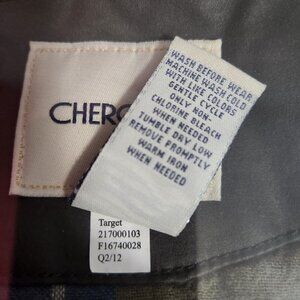 CHERO
WASH BEFORE WEAR
MACHINE WASH COLD
WITH LIKE COLORS
GENTLE CYCLE
ONLY NON-
CHLORINE BLEACH
WHEN NEEDED
TUMBLE DRY LOW
REMOVE PROMPTLY
WARM IRON
WHEN NEEDED
Target
217000103
F16740028
Q2/12